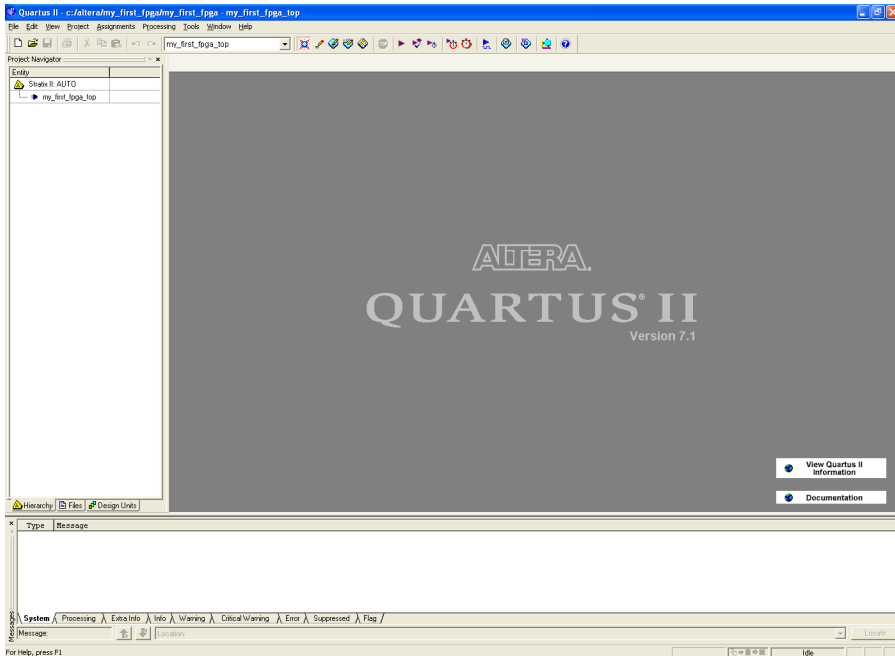 Quartus II - c:/altera/my_first_fpga/my_first_fpga - my_first_fpga_top
File Edit View Project Assignments Processing Tools Window Help
my_first_fpga_top
Project Navigator
Entity
Stratix II: AUTO
my_first_fpga_top
ALTERA.
QUARTUS® II
Version 7.1
View Quartus II
Information
Documentation
Hierarchy Files Design Units
Type Message
System Processing Extra Info Info Warning Critical Warning Error Suppressed Flag
Messages
Message: Location: Locate
For Help, press F1 Idle